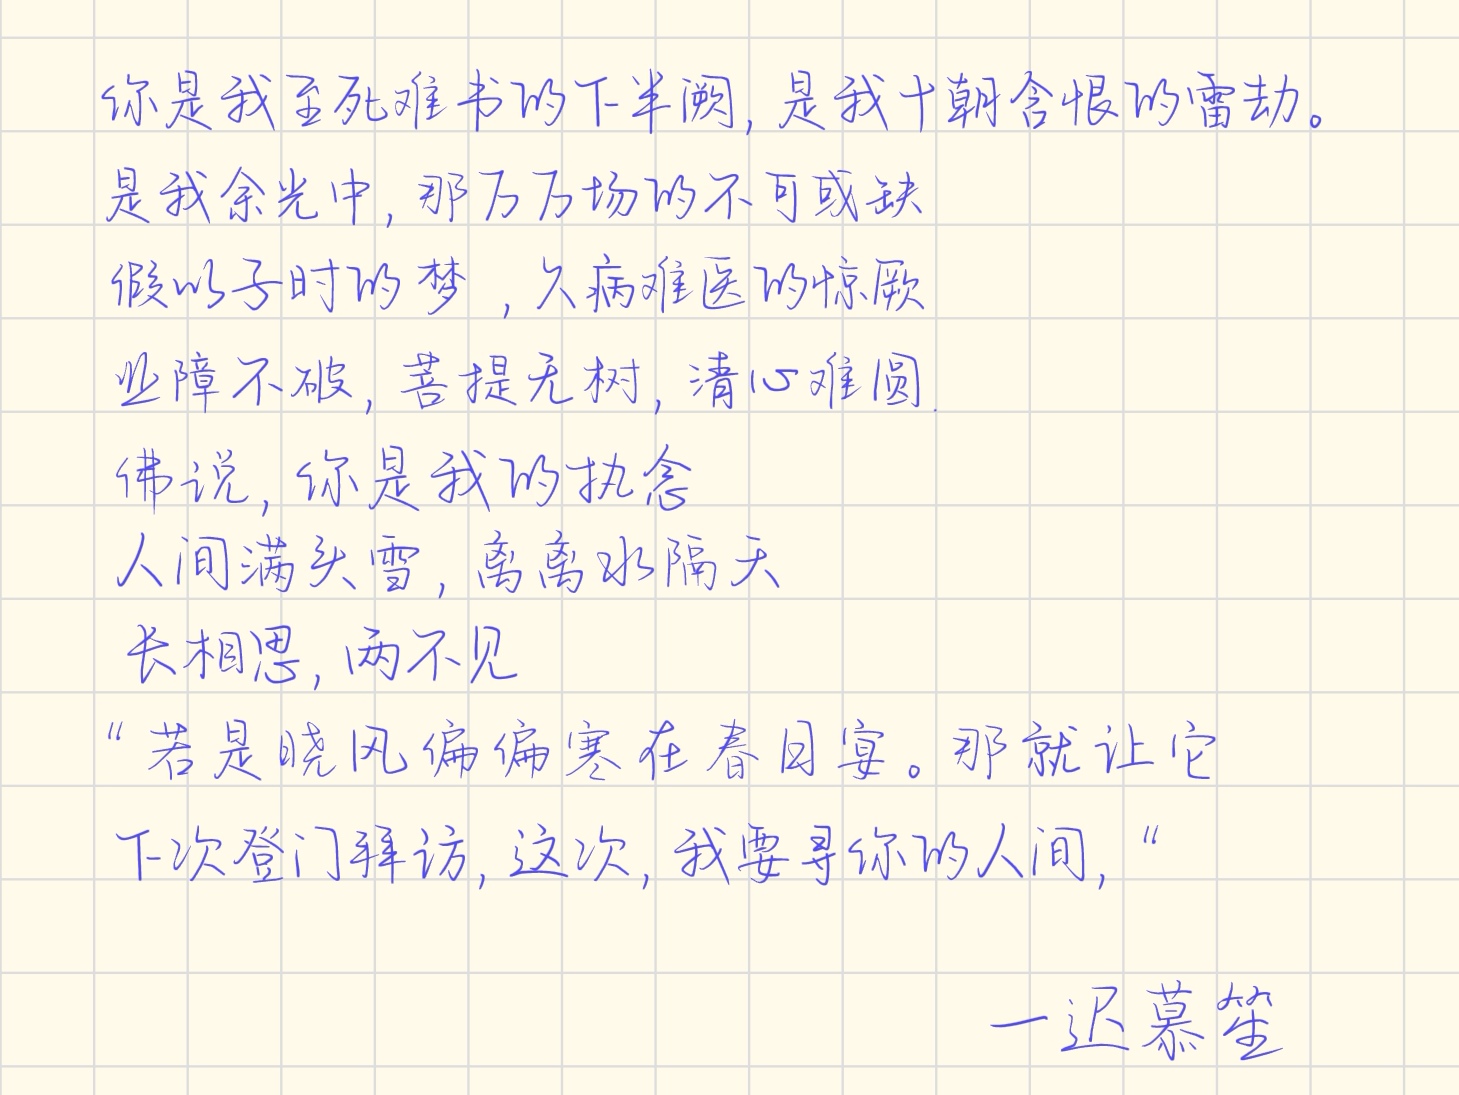 你是我至死难书的下半阙,是我十朝含恨的雷劫。
是我余光中,那万万场的不可或缺
假以子时的梦,久病难医的惊厥
业障不破,菩提无树,清心难圆.
佛说,你是我的执念
人间满头雪,离离水隔天
长相思,两不见
“若是晓风偏偏寒在春日宴。那就让它
下次登门拜访,这次,我要寻你的人间,“
一迟慕笙